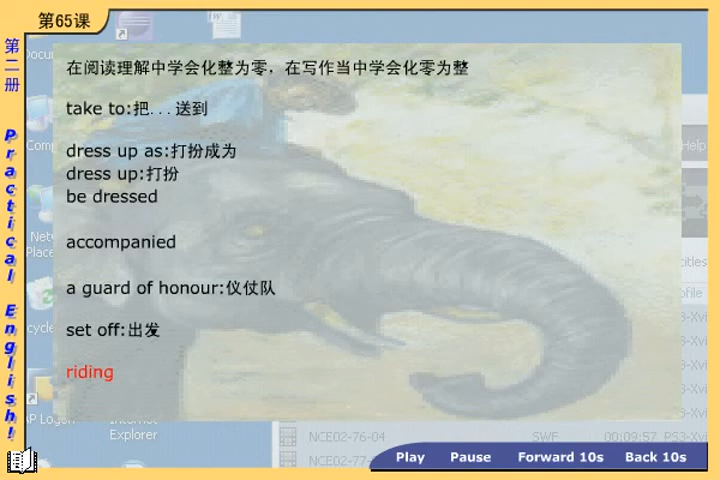 第65课
第二册
Practical English!
在阅读理解中学会化整为零，在写作当中学会化零为整
take to:把...送到
dress up as:打扮成为
dress up:打扮
be dressed
accompanied
a guard of honour:仪仗队
set off:出发
riding
Internet
Explorer
Help
NCE02-76-04 SWF 00:09:57 PS3-Xvi
NCE02-77-
Play Pause Forward 10s Back 10s